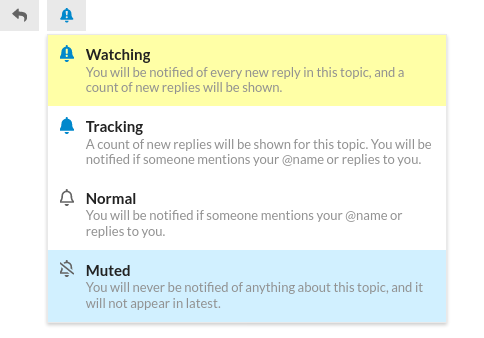 Watching
You will be notified of every new reply in this topic, and a
count of new replies will be shown.
Tracking
A count of new replies will be shown for this topic. You will be
notified if someone mentions your @name or replies to you.
Normal
You will be notified if someone mentions your @name or
replies to you.
Muted
You will never be notified of anything about this topic, and it
will not appear in latest.